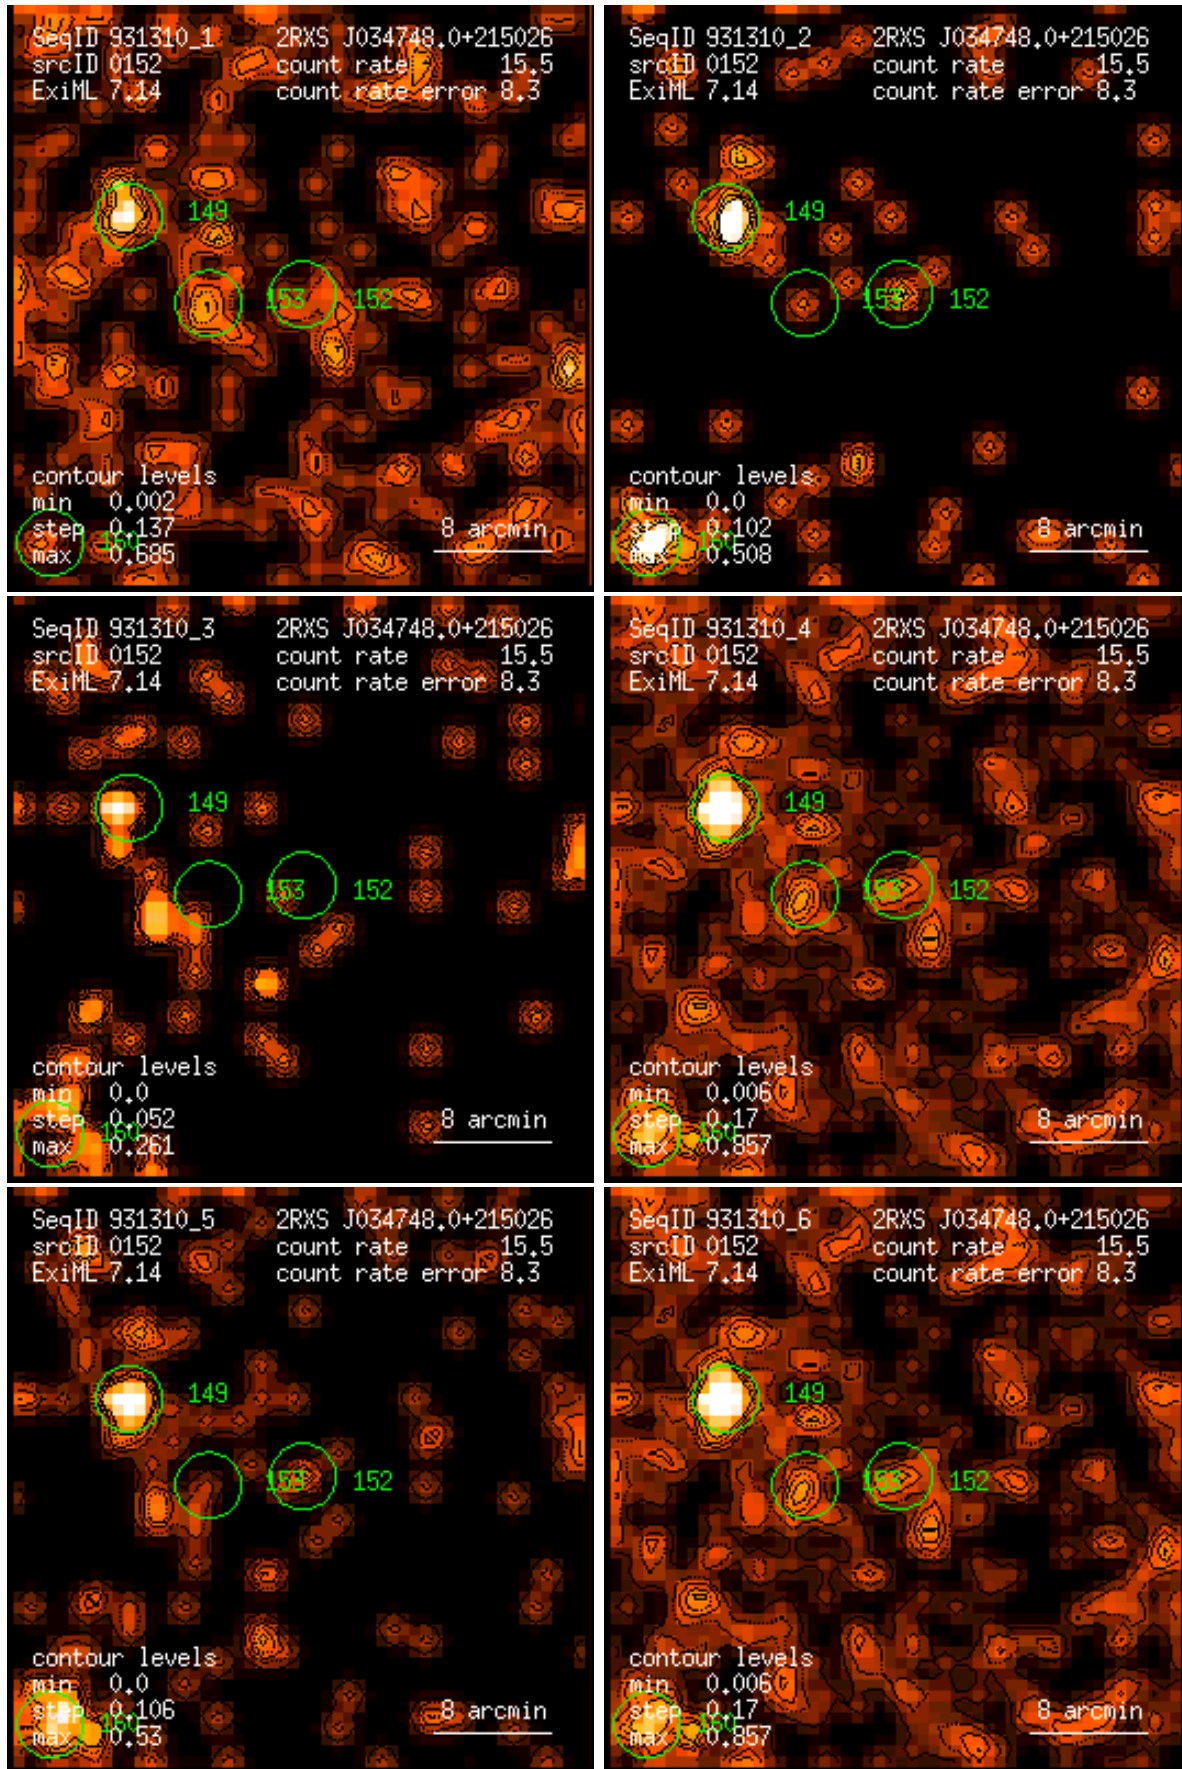 SeqID 931310_1 2RXS J034748.0+215026
srcID 0152 count rate 15.5
ExiML 7.14 count rate error 8.3
149
153 152
contour levels
min 0.002
step 0.137 8 arcmin
160
max 0.685
SeqID 931310_2 2RXS J034748.0+215026
srcID 0152 count rate 15.5
ExiML 7.14 count rate error 8.3
149
153 152
contour levels
min 0.0
step 0.102 8 arcmin
160
max 0.508
SeqID 931310_3 2RXS J034748.0+215026
srcID 0152 count rate 15.5
ExiML 7.14 count rate error 8.3
149
153 152
contour levels
min 0.0
step 0.052 8 arcmin
160
max 0.261
SeqID 931310_4 2RXS J034748.0+215026
srcID 0152 count rate 15.5
ExiML 7.14 count rate error 8.3
149
153 152
contour levels
min 0.006
step 0.17 8 arcmin
160
max 0.857
SeqID 931310_5 2RXS J034748.0+215026
srcID 0152 count rate 15.5
ExiML 7.14 count rate error 8.3
149
153 152
contour levels
min 0.0
step 0.106 8 arcmin
160
max 0.53
SeqID 931310_6 2RXS J034748.0+215026
srcID 0152 count rate 15.5
ExiML 7.14 count rate error 8.3
149
153 152
contour levels
min 0.006
step 0.17 8 arcmin
160
max 0.857